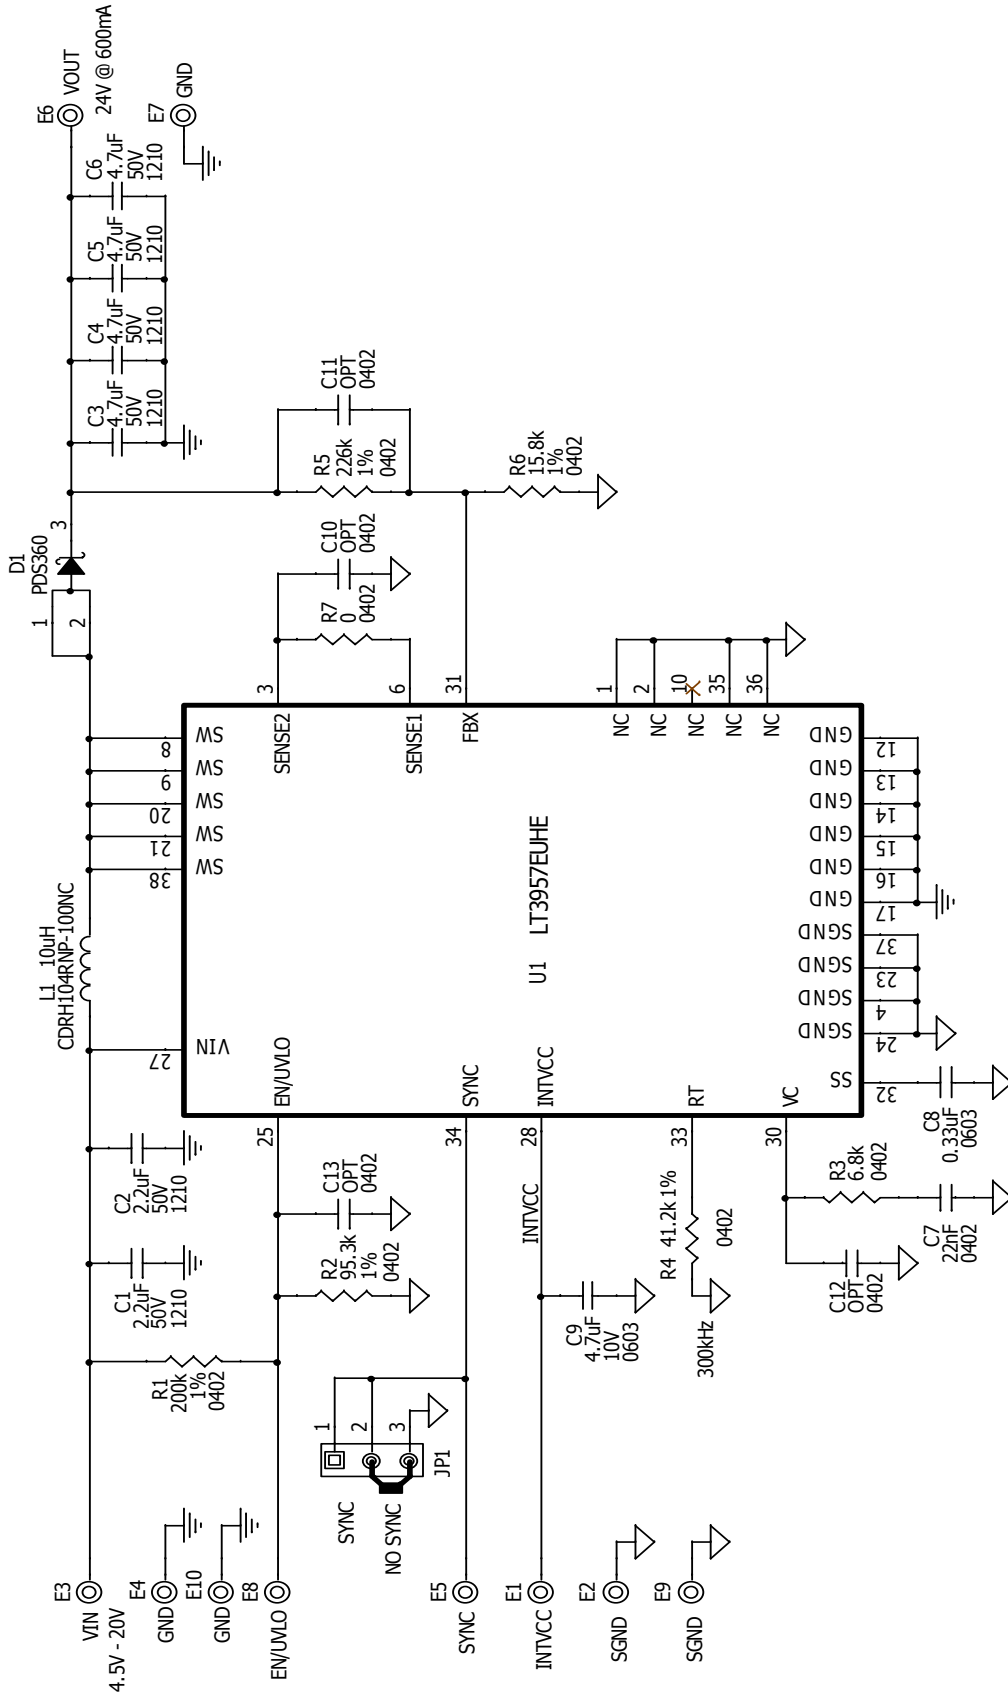 E3
VIN
4.5V - 20V
E4
GND
E10
GND
E8
EN/UVLO
E5
SYNC
E1
INTVCC
E2
SGND
E9
SGND
R1
200k
1%
0402
C1
2.2uF
50V
1210
C2
2.2uF
50V
1210
L1 10uH
CDRH104RNP-100NC
D1
PDS360
1
2
3
C3
4.7uF
50V
1210
C4
4.7uF
50V
1210
C5
4.7uF
50V
1210
C6
4.7uF
50V
1210
E6
VOUT
24V @ 600mA
E7
GND
SYNC
NO SYNC
1
2
3
JP1
R2
95.3k
1%
0402
C13
OPT
0402
INTVCC
C9
4.7uF
10V
0603
R4 41.2k 1%
0402
300kHz
C12
OPT
0402
R3
6.8k
0402
C7
22nF
0402
C8
0.33uF
0603
25
EN/UVLO
34
SYNC
28
INTVCC
33
RT
30
VC
27
VIN
38
SW
21
SW
20
SW
9
SW
8
SW
U1 LT3957EUHE
SS
32
SGND
24
SGND
4
SGND
23
SGND
37
GND
17
GND
16
GND
15
GND
14
GND
13
GND
12
SENSE2
3
SENSE1
6
FBX
31
NC
1
NC
2
NC
10
NC
35
NC
36
R7
0
0402
C10
OPT
0402
R5
226k
1%
0402
C11
OPT
0402
R6
15.8k
1%
0402